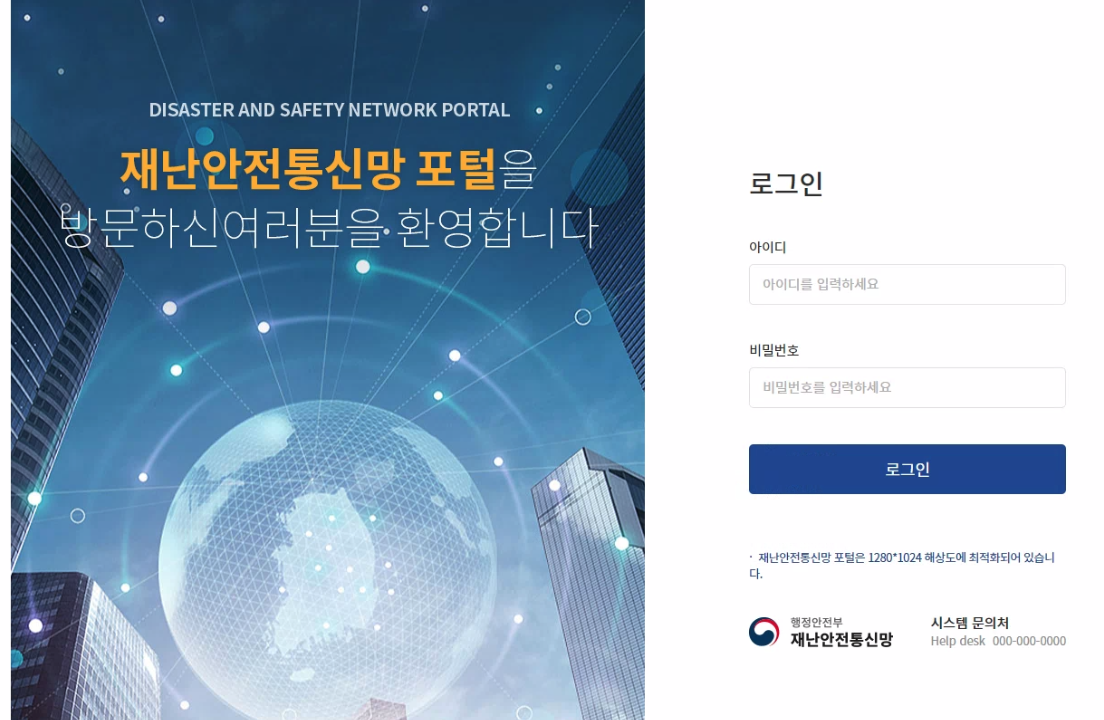 DISASTER AND SAFETY NETWORK PORTAL
재난안전통신망 포털을
방문하신여러분을 환영합니다
로그인
아이디
아이디를 입력하세요
비밀번호
비밀번호를 입력하세요
로그인
· 재난안전통신망 포털은 1280*1024 해상도에 최적화되어 있습니
다.
행정안전부
재난안전통신망
시스템 문의처
Help desk 000-000-0000